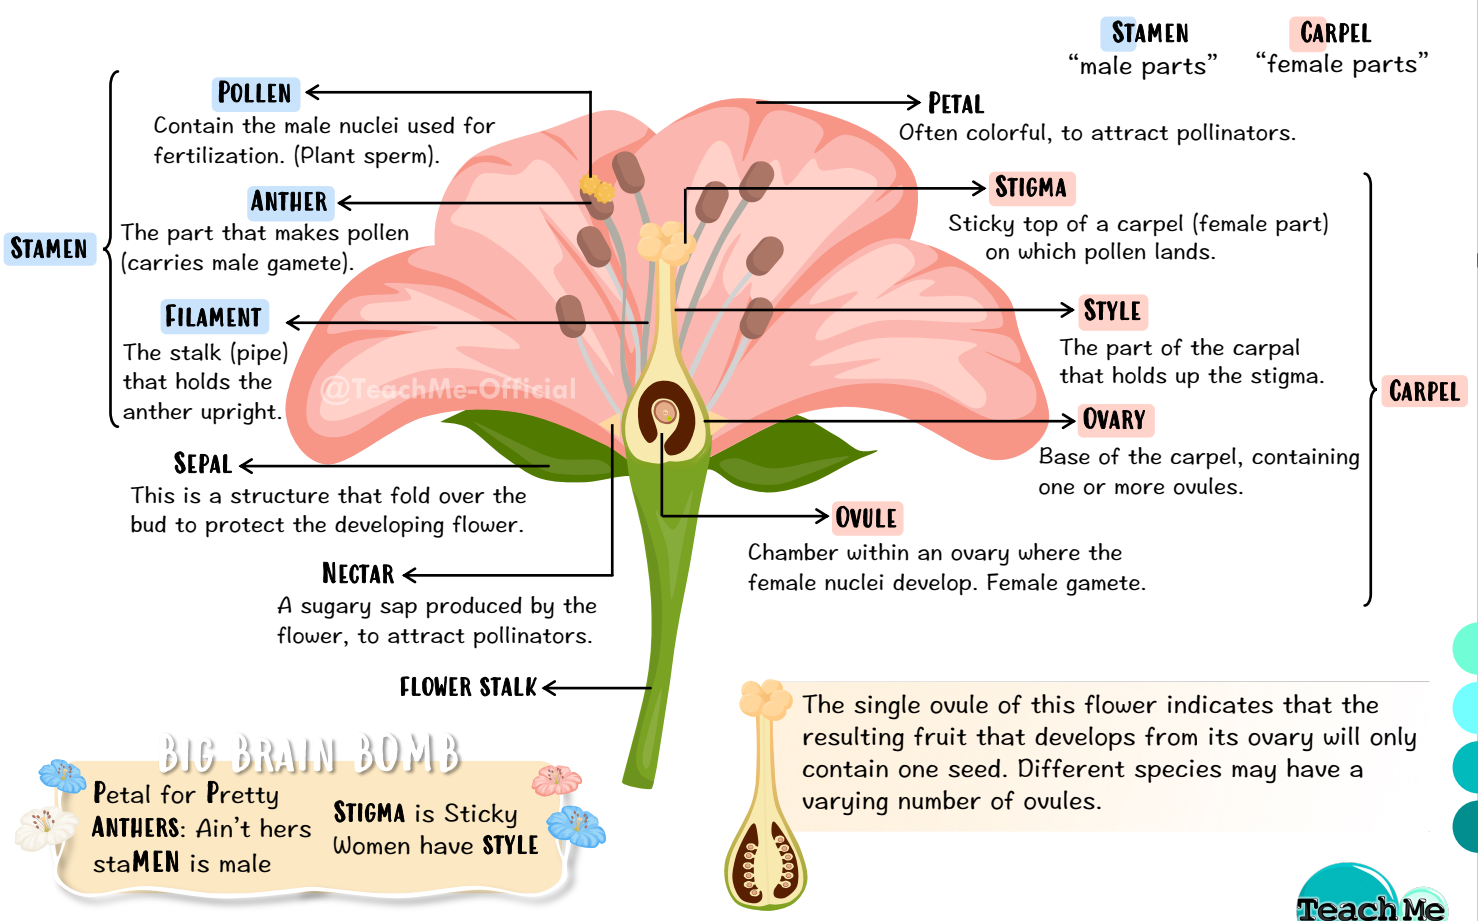 STAMEN
"male parts"
CARPEL
"female parts"
POLLEN
Contain the male nuclei used for
fertilization. (Plant sperm).
ANTHER
The part that makes pollen
(carries male gamete).
STAMEN
FILAMENT
The stalk (pipe)
that holds the
anther upright.
SEPAL
This is a structure that fold over the
bud to protect the developing flower.
NECTAR
A sugary sap produced by the
flower, to attract pollinators.
FLOWER STALK
@TeachMe-Official
PETAL
Often colorful, to attract pollinators.
STIGMA
Sticky top of a carpel (female part)
on which pollen lands.
STYLE
The part of the carpal
that holds up the stigma.
CARPEL
OVARY
Base of the carpel, containing
one or more ovules.
OVULE
Chamber within an ovary where the
female nuclei develop. Female gamete.
BIG BRAIN BOMB
Petal for Pretty
ANTHERS: Ain't hers
staMEN is male
STIGMA is Sticky
Women have STYLE
The single ovule of this flower indicates that the
resulting fruit that develops from its ovary will only
contain one seed. Different species may have a
varying number of ovules.
Teach Me